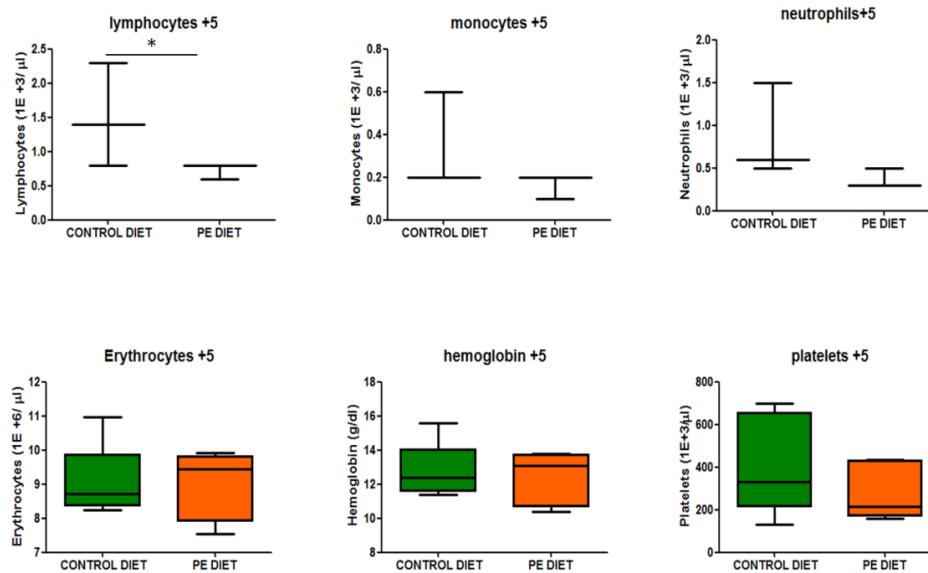 lymphocytes +5
*
2.5
2.0
1.5
1.0
0.5
0.0
Lymphocytes (1E +3/ µl)
CONTROL DIET PE DIET
monocytes +5
0.8
0.6
0.4
0.2
0.0
Monocytes (1E +3/ µl)
CONTROL DIET PE DIET
neutrophils+5
2.0
1.5
1.0
0.5
0.0
Neutrophils (1E +3/ µl)
CONTROL DIET PE DIET
Erythrocytes +5
12
11
10
9
8
7
Erythrocytes (1E +6/ µl)
CONTROL DIET PE DIET
hemoglobin +5
18
16
14
12
10
8
Hemoglobin (g/dl)
CONTROL DIET PE DIET
platelets +5
800
600
400
200
0
Platelets (1E+3/µl)
CONTROL DIET PE DIET